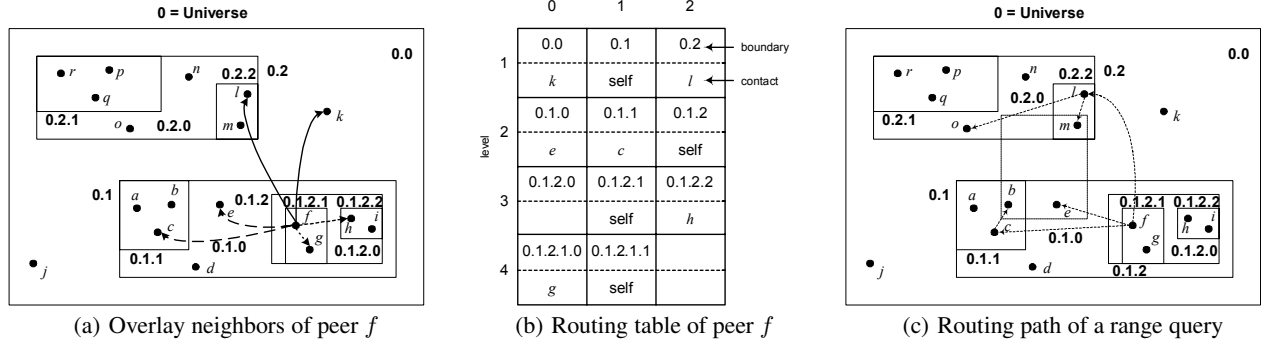 0 = Universe
0.0
r
p
n
q
l
0.2.2
0.2
k
m
o
0.2.0
0.2.1
0.1
a
b
c
e
0.1.2
0.1.2.1
0.1.2.2
f
i
h
g
0.1.0
0.1.2.0
0.1.1
d
j
(a) Overlay neighbors of peer f
0 1 2
level
1
0.0 0.1 0.2
boundary
k self l
contact
2
0.1.0 0.1.1 0.1.2
e c self
3
0.1.2.0 0.1.2.1 0.1.2.2
self h
4
0.1.2.1.0 0.1.2.1.1
g self
(b) Routing table of peer f
0 = Universe
0.0
r
p
n
q
l
0.2.2
0.2
k
m
o
0.2.0
0.2.1
0.1
a
b
c
e
0.1.2.1
0.1.2.2
f
i
h
g
0.1.0
0.1.2.0
0.1.1
d
0.1.2
j
(c) Routing path of a range query